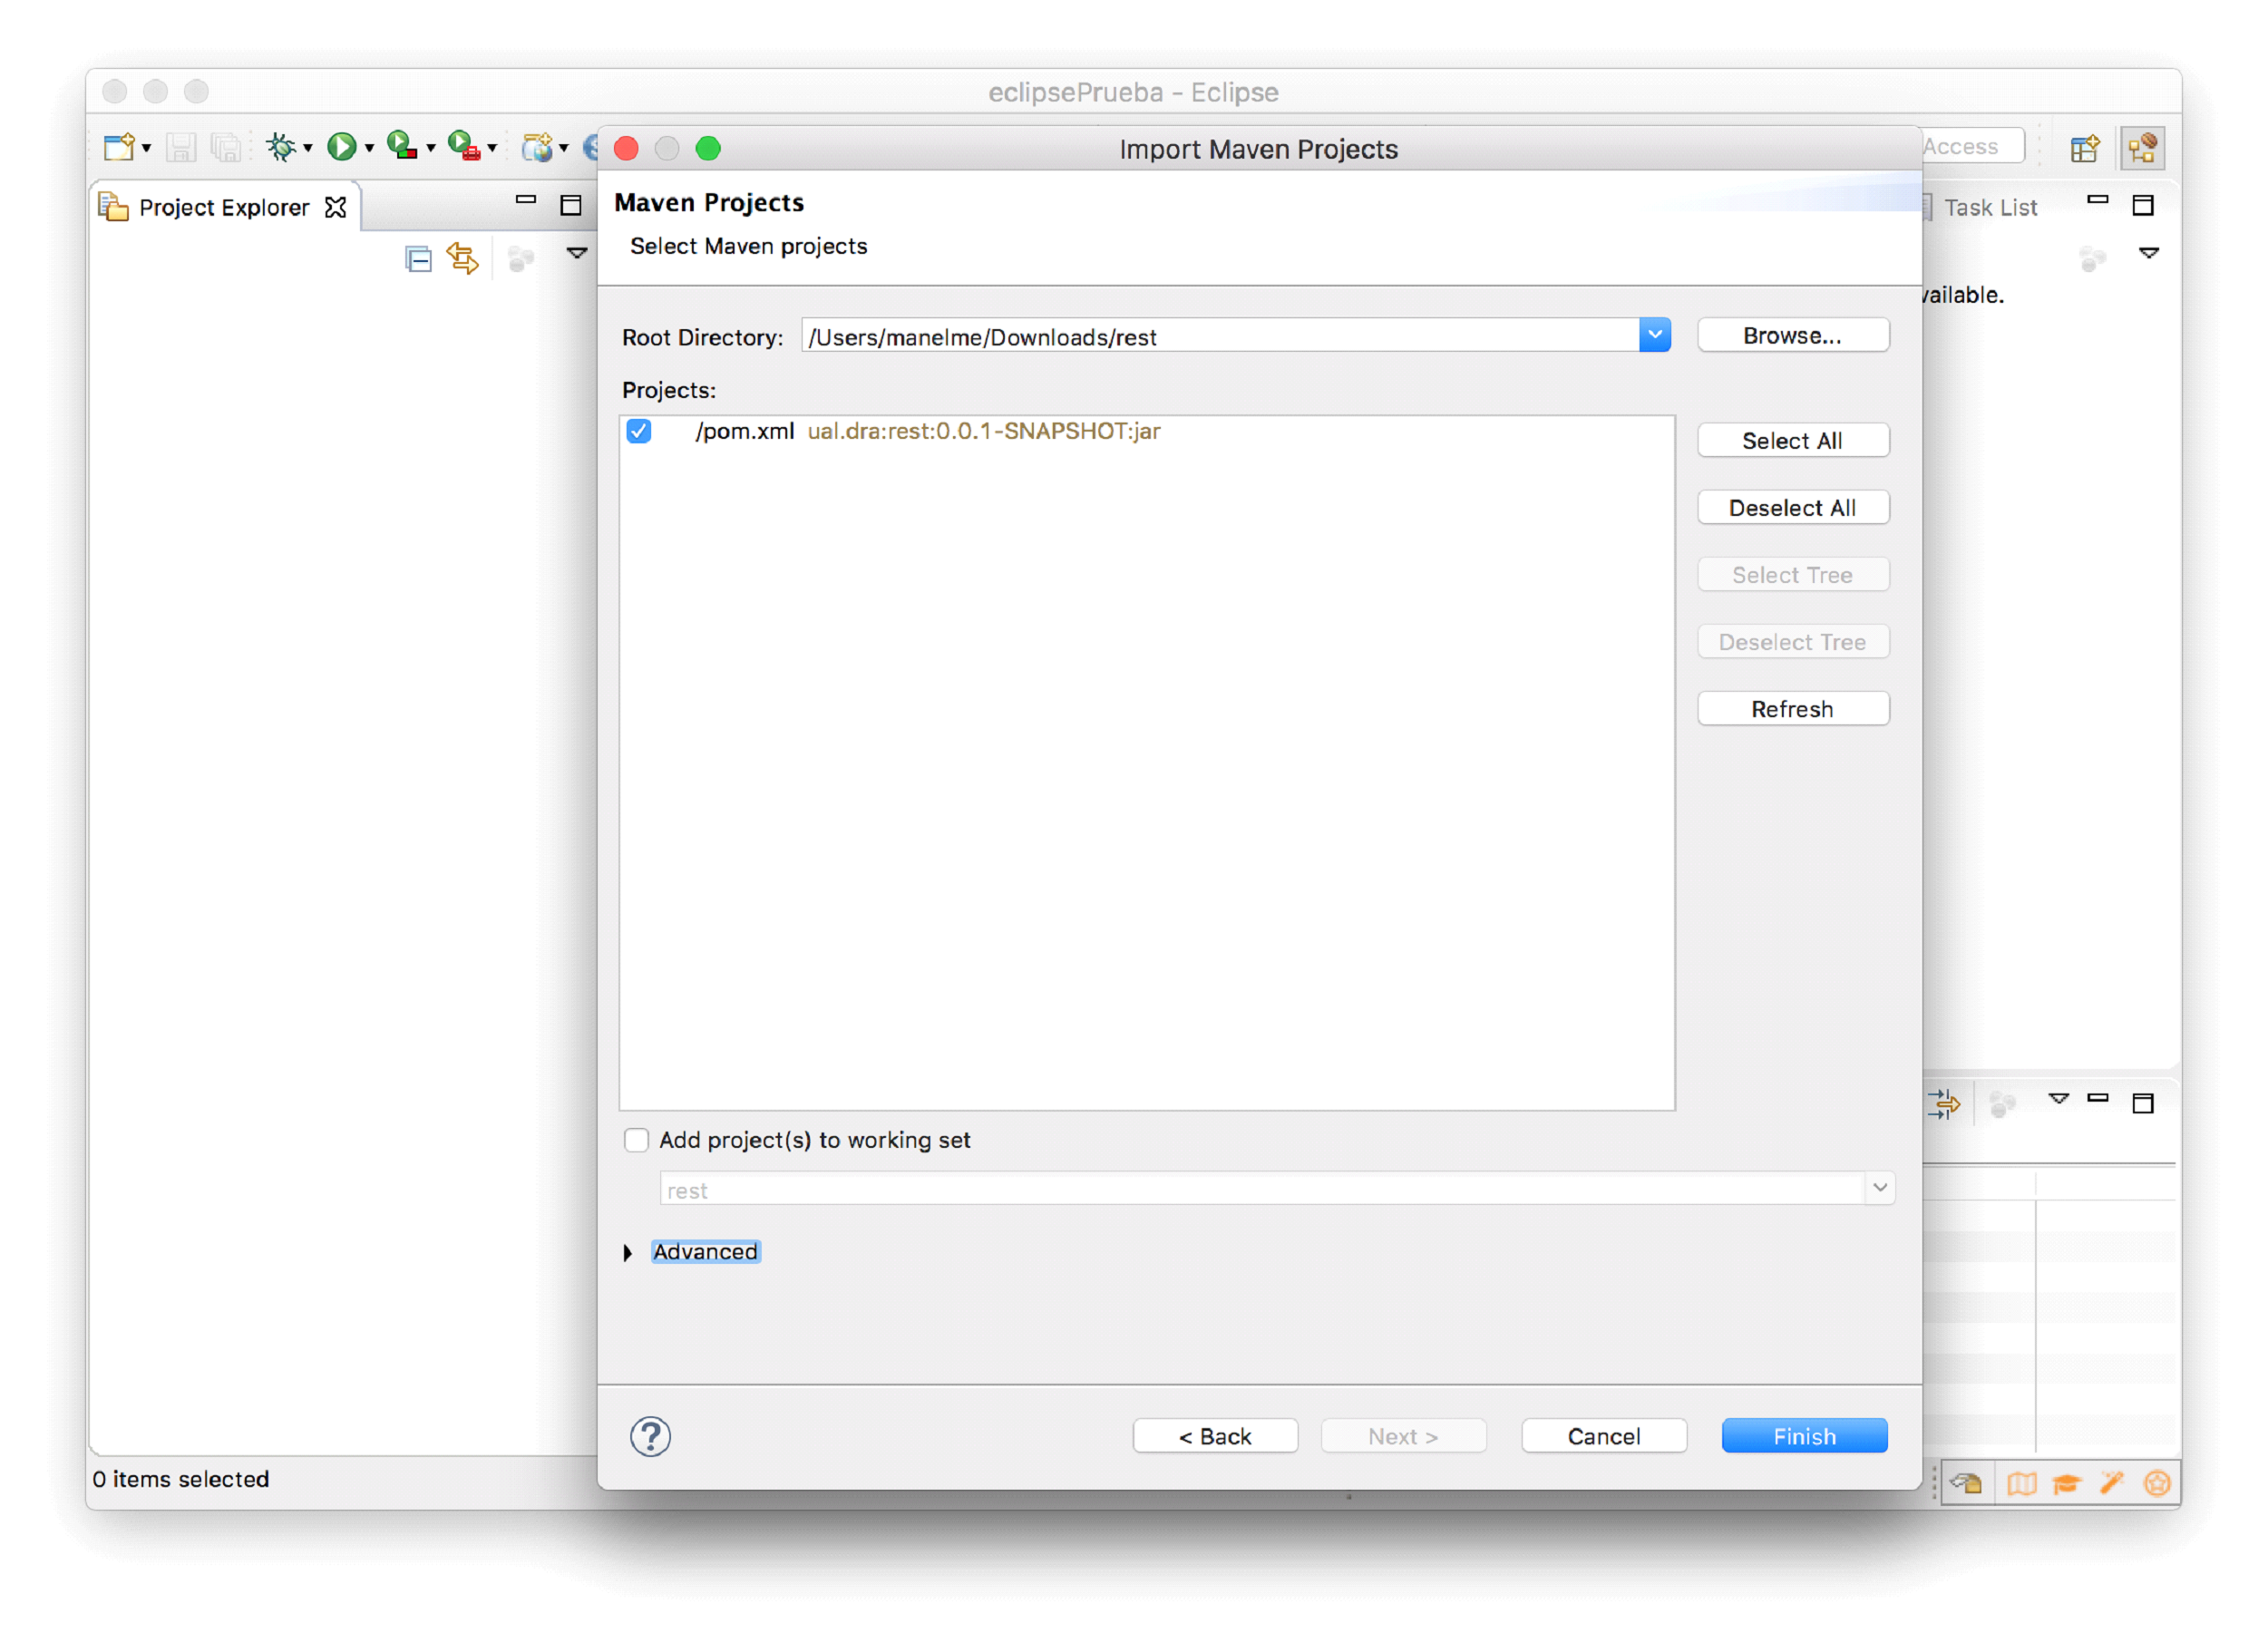 eclipsePrueba - Eclipse
Access
Import Maven Projects
Project Explorer
Task List
Maven Projects
Select Maven projects
vailable.
Root Directory: /Users/manelme/Downloads/rest Browse...
Projects:
/pom.xml ual.dra:rest:0.0.1-SNAPSHOT:jar
Select All
Deselect All
Select Tree
Deselect Tree
Refresh
Add project(s) to working set
rest
Advanced
? < Back Next > Cancel Finish
0 items selected